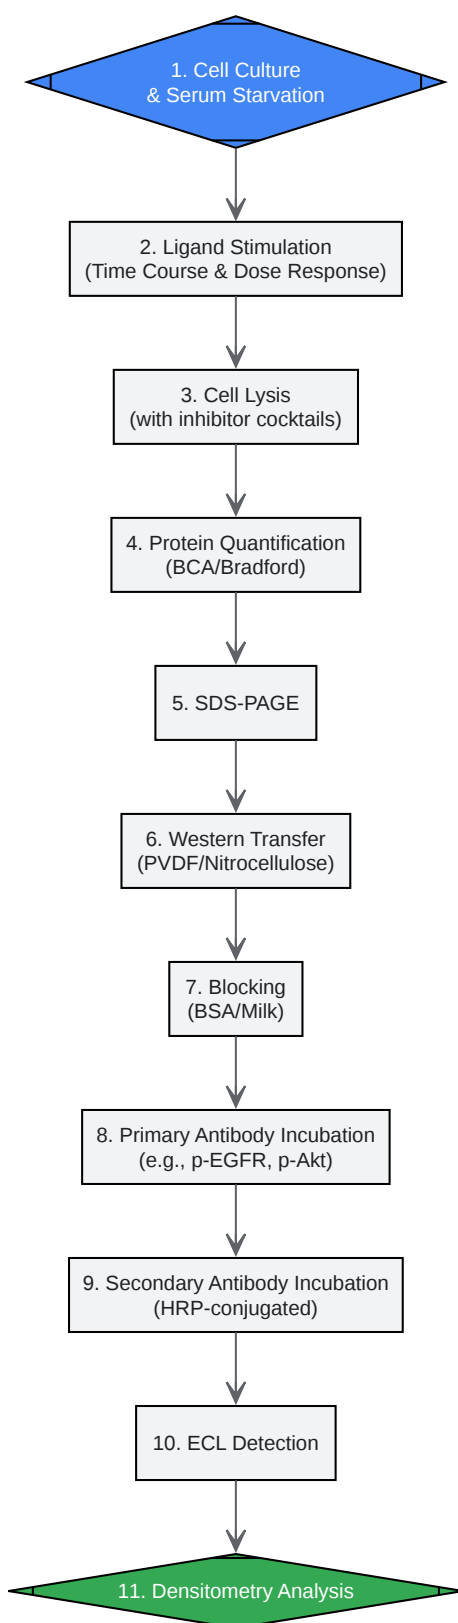 1. Cell Culture
& Serum Starvation
2. Ligand Stimulation
(Time Course & Dose Response)
3. Cell Lysis
(with inhibitor cocktails)
4. Protein Quantification
(BCA/Bradford)
5. SDS-PAGE
6. Western Transfer
(PVDF/Nitrocellulose)
7. Blocking
(BSA/Milk)
8. Primary Antibody Incubation
(e.g., p-EGFR, p-Akt)
9. Secondary Antibody Incubation
(HRP-conjugated)
10. ECL Detection
11. Densitometry Analysis